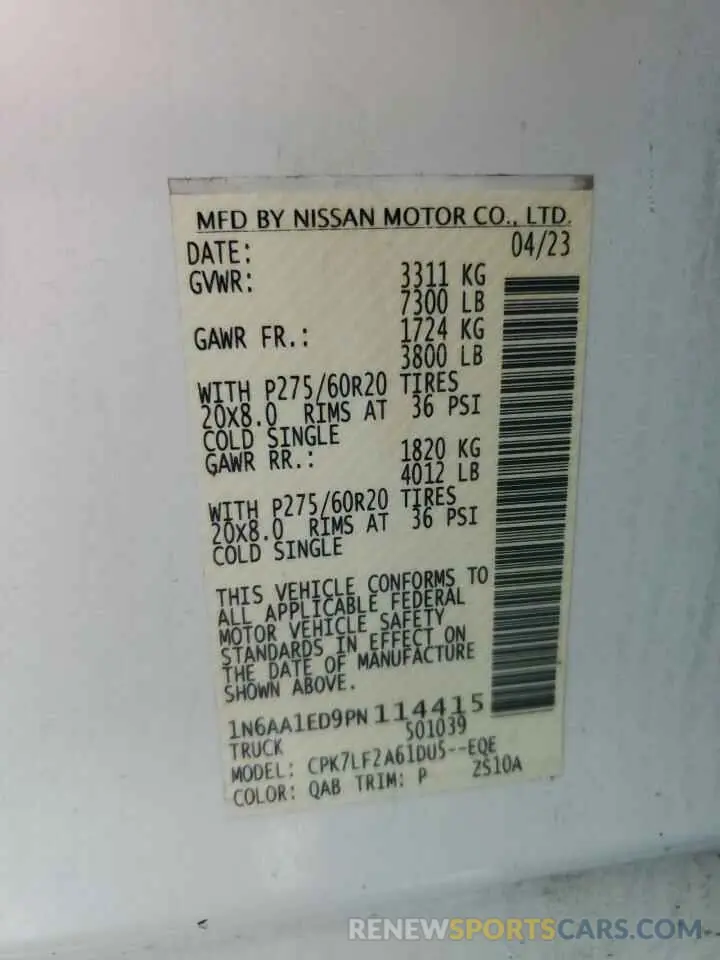 MFD BY NISSAN MOTOR CO., LTD.
DATE: 04/23
GVWR: 3311 KG
7300 LB
GAWR FR.: 1724 KG
3800 LB
WITH P275/60R20 TIRES
20X8.0 RIMS AT 36 PSI
COLD SINGLE
GAWR RR.: 1820 KG
4012 LB
WITH P275/60R20 TIRES
20X8.0 RIMS AT 36 PSI
COLD SINGLE
THIS VEHICLE CONFORMS TO
ALL APPLICABLE FEDERAL
MOTOR VEHICLE SAFETY
STANDARDS IN EFFECT ON
THE DATE OF MANUFACTURE
SHOWN ABOVE.
1N6AA1ED9PN114415
TRUCK 501039
MODEL: CPK7LF2A61DU5--EQE
COLOR: QAB TRIM: P ZS10A
RENEWSPORTSCARS.COM